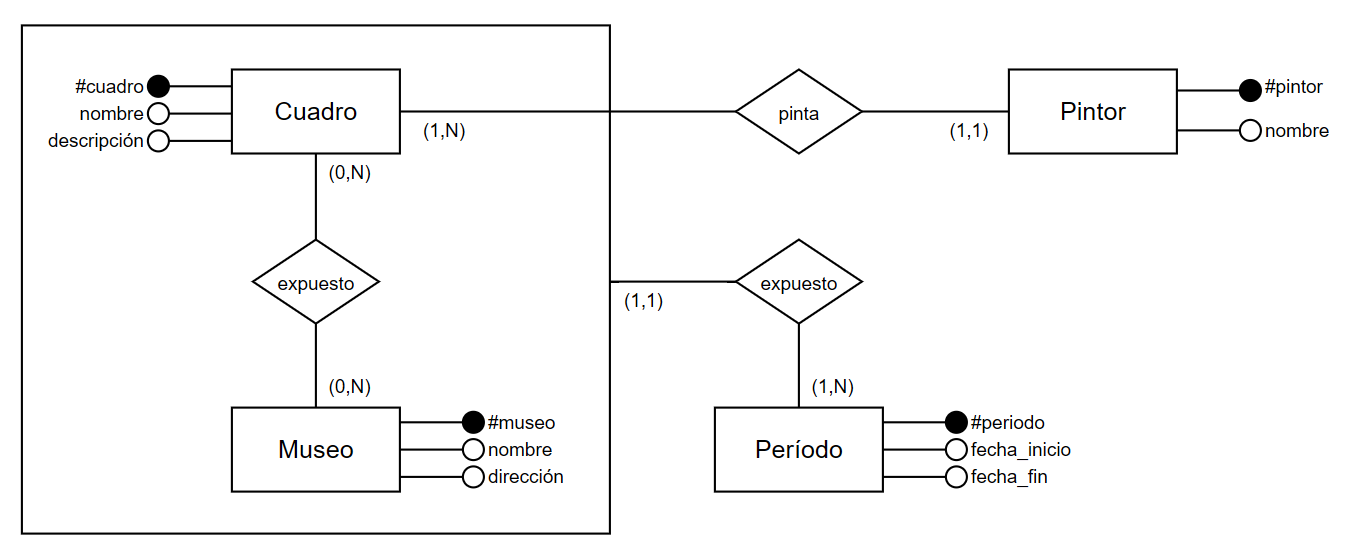 #cuadro
nombre
descripción
Cuadro
(1,N)
pinta
(1,1)
Pintor
#pintor
nombre
(0,N)
expuesto
(1,1)
expuesto
(0,N)
(1,N)
Museo
#museo
nombre
dirección
Período
#periodo
fecha_inicio
fecha_fin